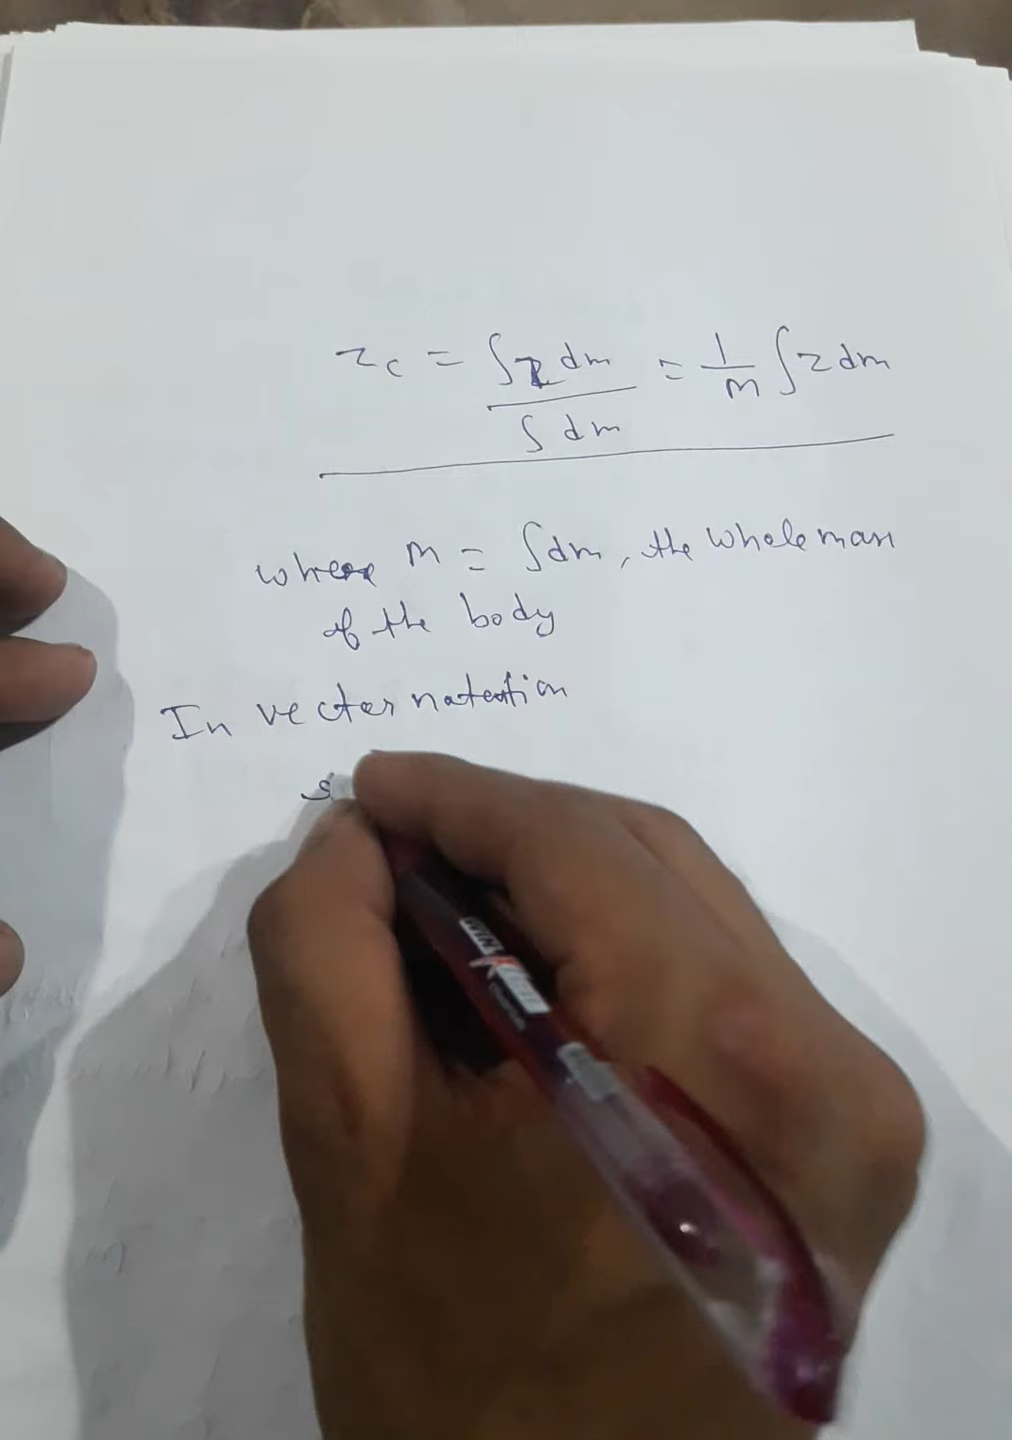 z_c = ∫z dm / ∫dm = 1/m ∫z dm
where m = ∫dm, the whole mass
of the body
In vector notation